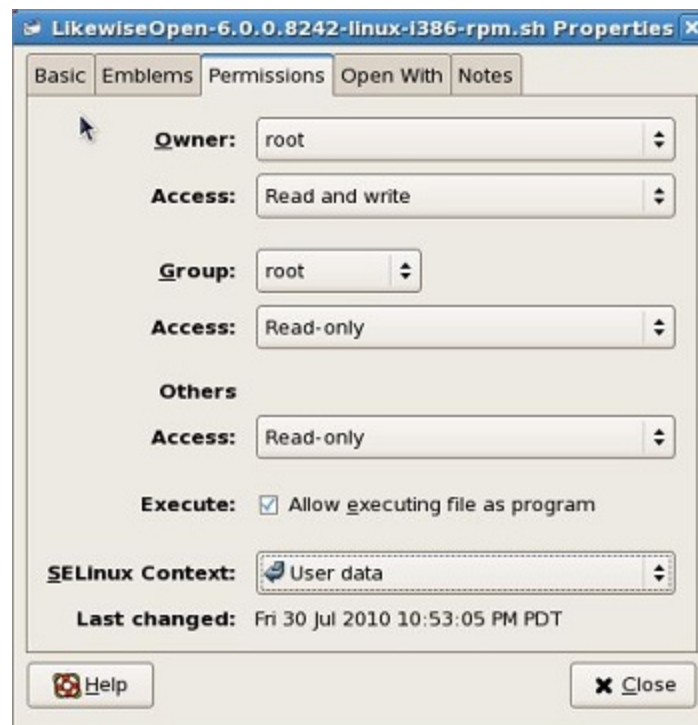 LikewiseOpen-6.0.0.8242-linux-i386-rpm.sh Properties
Basic Emblems Permissions Open With Notes
Owner: root
Access: Read and write
Group: root
Access: Read-only
Others
Access: Read-only
Execute: Allow executing file as program
SELinux Context: User data
Last changed: Fri 30 Jul 2010 10:53:05 PM PDT
Help Close